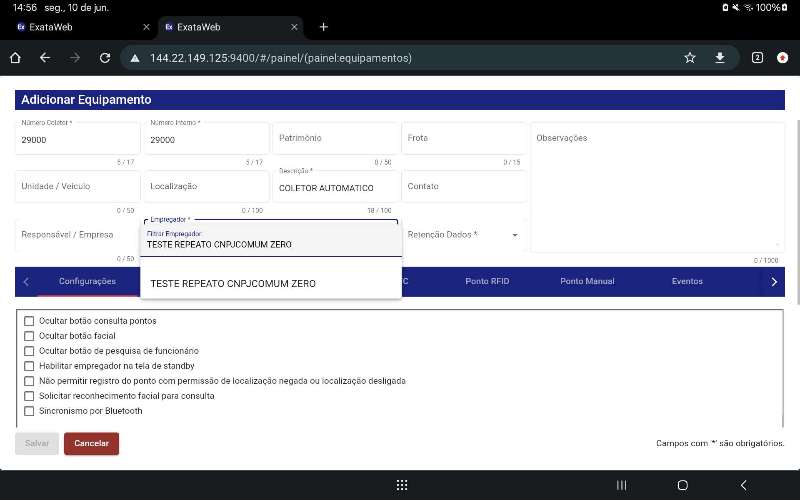 14:56 seg., 10 de jun. 100%
ExataWeb
ExataWeb
144.22.149.125:9400/#/painel/(painel:equipamentos) 2
Adicionar Equipamento
Número Coletor *
29000
5 / 17
Número Interno *
29000
5 / 17
Patrimônio
0 / 50
Frota
0 / 15
Observações
0 / 1000
Unidade / Veículo
0 / 50
Localização
0 / 100
Descrição *
COLETOR AUTOMATICO
18 / 100
Contato
Responsável / Empresa
0 / 50
Empregador *
Filtrar Empregador:
TESTE REPEATO CNPJCOMUM ZERO
TESTE REPEATO CNPJCOMUM ZERO
Retenção Dados *
Configurações
C
Ponto RFID
Ponto Manual
Eventos
Ocultar botão consulta pontos
Ocultar botão facial
Ocultar botão de pesquisa de funcionário
Habilitar empregador na tela de standby
Não permitir registro do ponto com permissão de localização negada ou localização desligada
Solicitar reconhecimento facial para consulta
Sincronismo por Bluetooth
Salvar
Cancelar
Campos com '*' são obrigatórios.